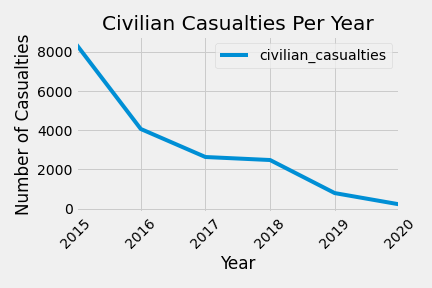 Civilian Casualties Per Year
civilian_casualties
Number of Casualties
8000
6000
4000
2000
0
2015
2016
2017
2018
2019
2020
Year